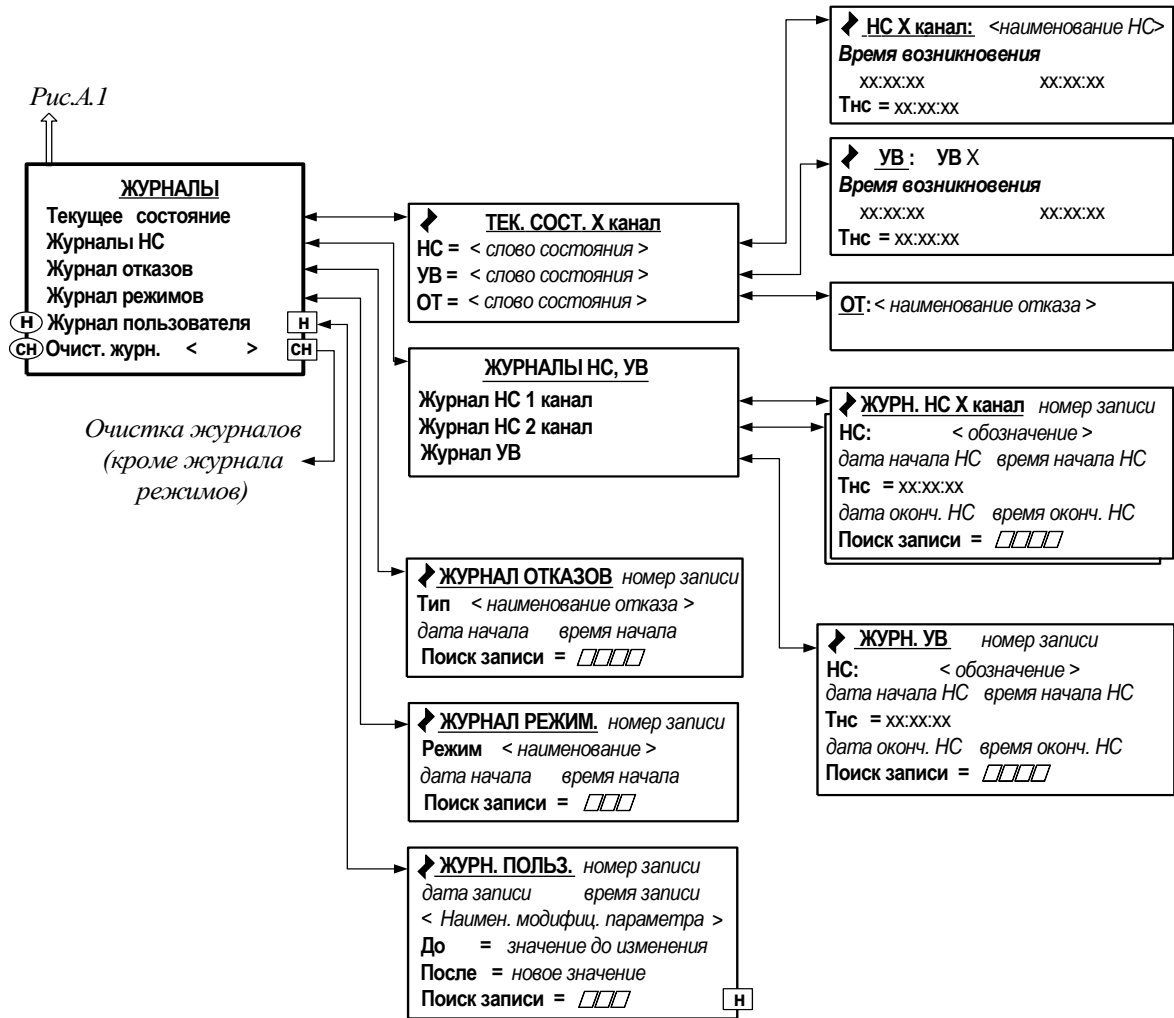 Рис.А.1
ЖУРНАЛЫ
Текущее состояние
Журналы НС
Журнал отказов
Журнал режимов
Н Журнал пользователя Н
СН Очист. журн. < > СН
Очистка журналов
(кроме журнала
режимов)
ТЕК. СОСТ. X канал
НС = < слово состояния >
УВ = < слово состояния >
ОТ = < слово состояния >
ЖУРНАЛЫ НС, УВ
Журнал НС 1 канал
Журнал НС 2 канал
Журнал УВ
ЖУРНАЛ ОТКАЗОВ номер записи
Тип < наименование отказа >
дата начала время начала
Поиск записи =
ЖУРНАЛ РЕЖИМ. номер записи
Режим < наименование >
дата начала время начала
Поиск записи =
ЖУРН. ПОЛЬЗ. номер записи
дата записи время записи
< Наимен. модифиц. параметра >
До = значение до изменения
После = новое значение
Поиск записи =
Н
НС X канал: <наименование НС>
Время возникновения
xx:xx:xx xx:xx:xx
Тнс = xx:xx:xx
УВ : УВ X
Время возникновения
xx:xx:xx xx:xx:xx
Тнс = xx:xx:xx
ОТ: < наименование отказа >
ЖУРН. НС X канал номер записи
НС: < обозначение >
дата начала НС время начала НС
Тнс = xx:xx:xx
дата оконч. НС время оконч. НС
Поиск записи =
ЖУРН. УВ номер записи
НС: < обозначение >
дата начала НС время начала НС
Тнс = xx:xx:xx
дата оконч. НС время оконч. НС
Поиск записи =